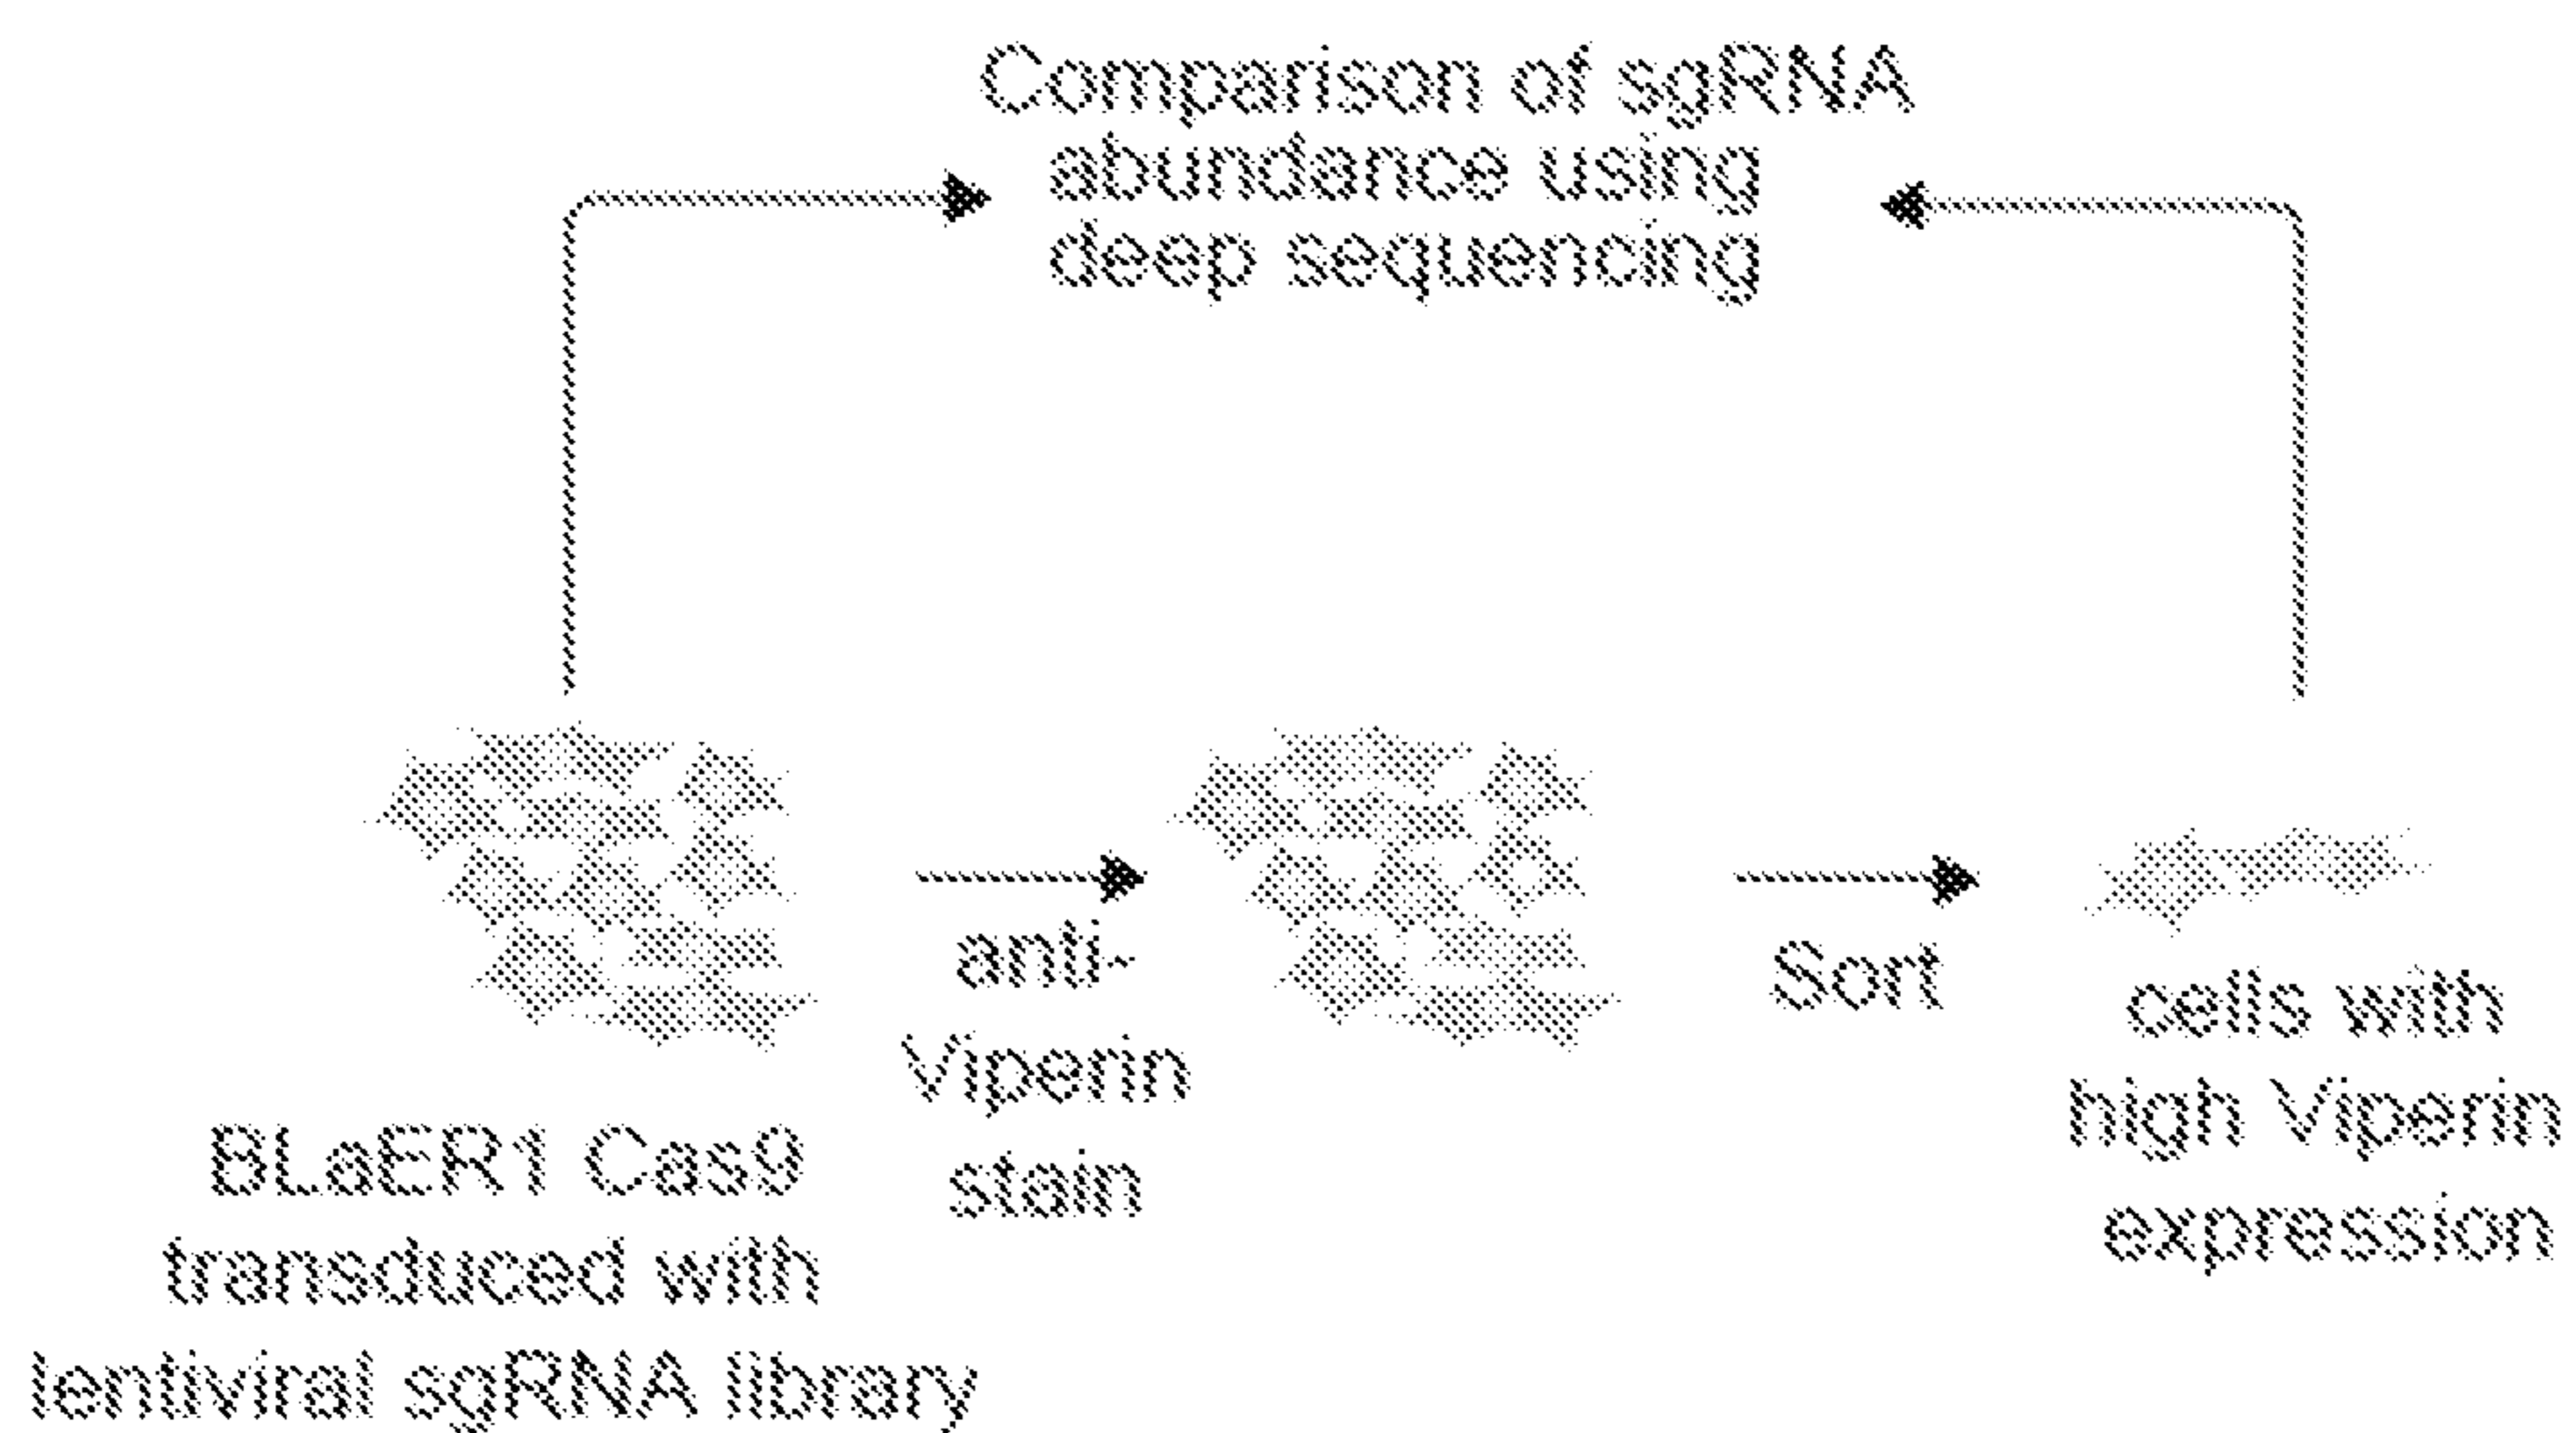 Comparison of sgRNA
abundance using
deep sequencing
BLaER1 Cas9
transduced with
lentiviral sgRNA library
anti-
Viperin
stain
Sort
cells with
high Viperin
expression